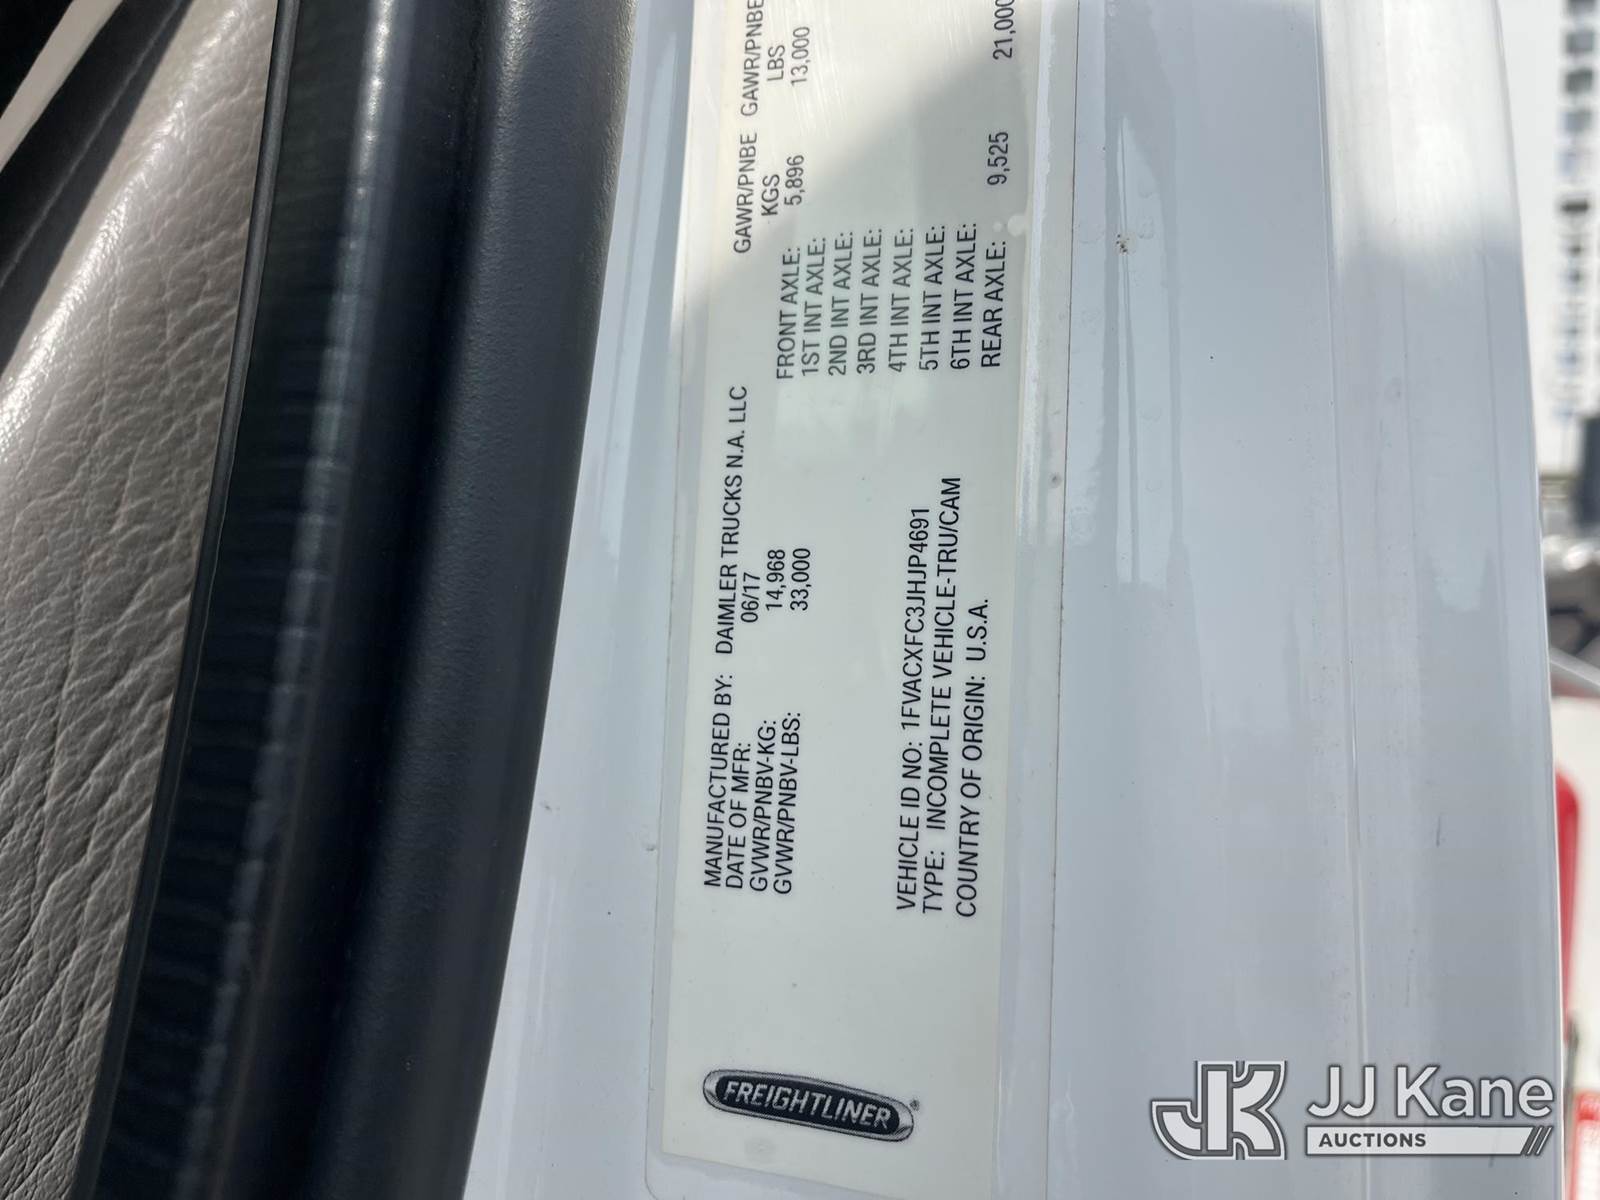 FREIGHTLINER
MANUFACTURED BY: DAIMLER TRUCKS N.A. LLC
DATE OF MFR: 06/17
GVWR/PNBV-KG: 14,968
GVWR/PNBV-LBS: 33,000
VEHICLE ID NO: 1FVACXFC3JHJP4691
TYPE: INCOMPLETE VEHICLE-TRU/CAM
COUNTRY OF ORIGIN: U.S.A.
GAWR/PNBE GAWR/PNBE
KGS LBS
FRONT AXLE: 5,896 13,000
1ST INT AXLE:
2ND INT AXLE:
3RD INT AXLE:
4TH INT AXLE:
5TH INT AXLE:
6TH INT AXLE:
REAR AXLE: 9,525 21,000
JK JJ Kane
AUCTIONS